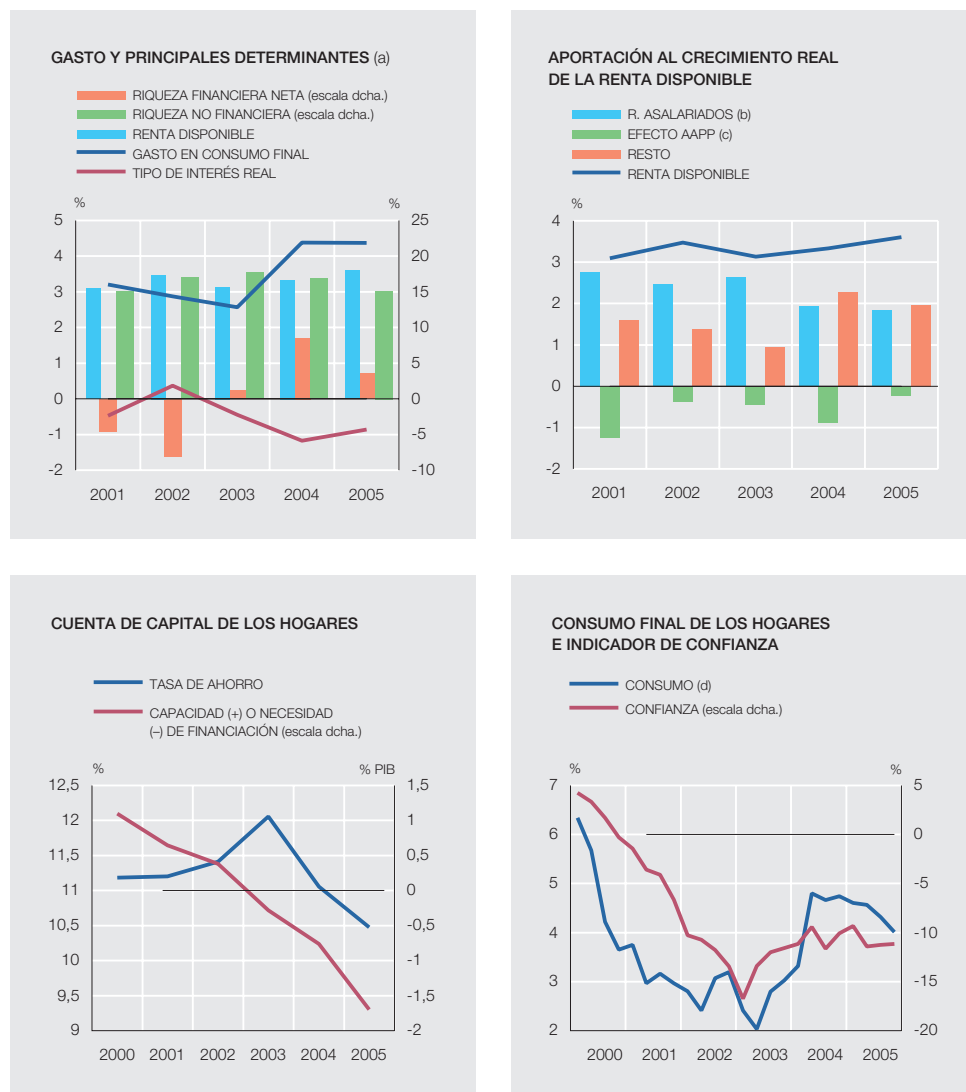 GASTO Y PRINCIPALES DETERMINANTES (a)
RIQUEZA FINANCIERA NETA (escala dcha.)
RIQUEZA NO FINANCIERA (escala dcha.)
RENTA DISPONIBLE
GASTO EN CONSUMO FINAL
TIPO DE INTERÉS REAL
% %
5 25
4 20
3 15
2 10
1 5
0 0
-1 -5
-2 -10
2001 2002 2003 2004 2005
APORTACIÓN AL CRECIMIENTO REAL
DE LA RENTA DISPONIBLE
R. ASALARIADOS (b)
EFECTO AAPP (c)
RESTO
RENTA DISPONIBLE
%
4
3
2
1
0
-1
-2
2001 2002 2003 2004 2005
CUENTA DE CAPITAL DE LOS HOGARES
TASA DE AHORRO
CAPACIDAD (+) O NECESIDAD
(–) DE FINANCIACIÓN (escala dcha.)
% % PIB
12,5 1,5
12 1
11,5 0,5
11 0
10,5 -0,5
10 -1
9,5 -1,5
9 -2
2000 2001 2002 2003 2004 2005
CONSUMO FINAL DE LOS HOGARES
E INDICADOR DE CONFIANZA
CONSUMO (d)
CONFIANZA (escala dcha.)
% %
7 5
6 0
5 -5
4 -10
3 -15
2 -20
2000 2001 2002 2003 2004 2005